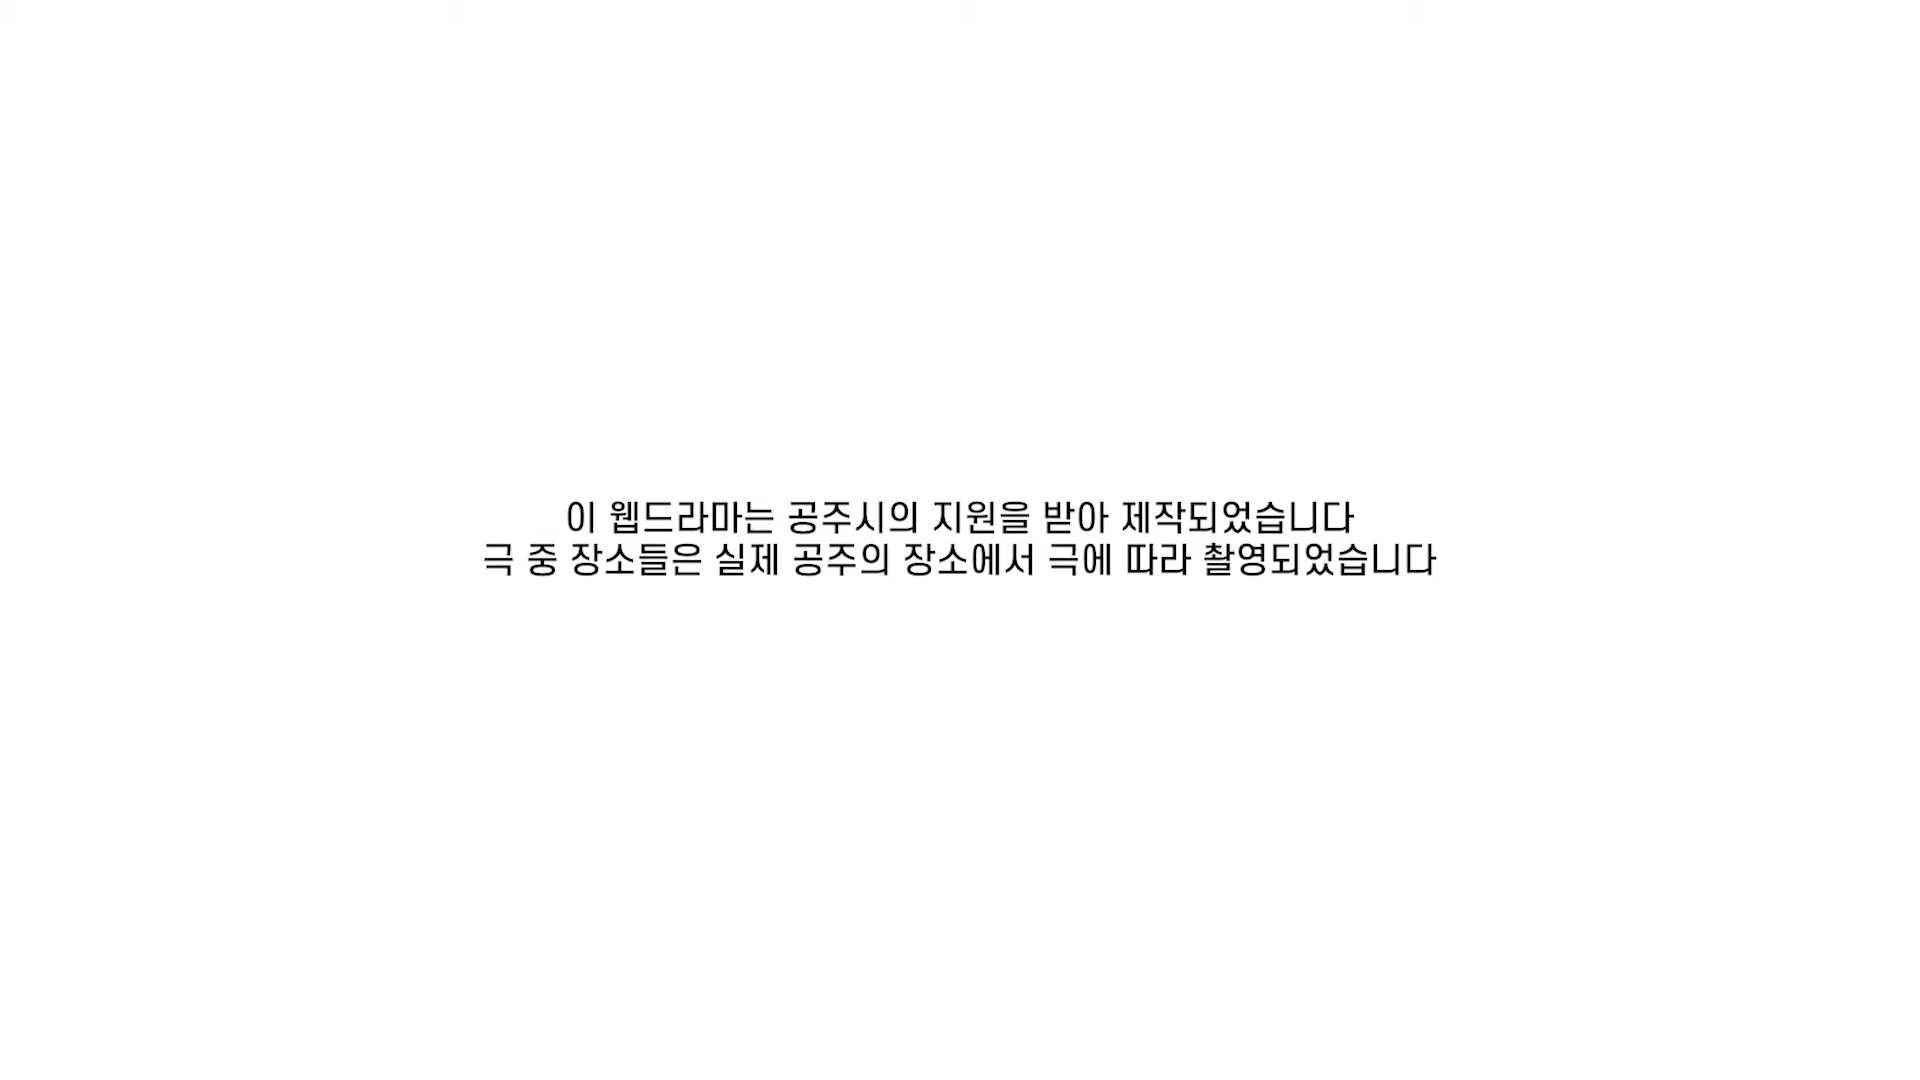 이 웹드라마는 공주시의 지원을 받아 제작되었습니다
극 중 장소들은 실제 공주의 장소에서 극에 따라 촬영되었습니다